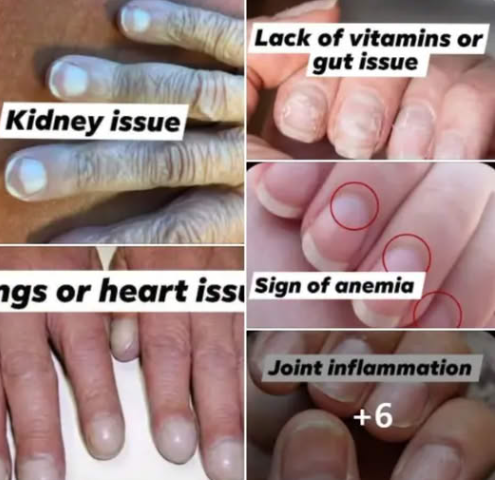 Kidney issue
Lack of vitamins or
gut issue
Sign of anemia
ngs or heart issu
Joint inflammation
+6